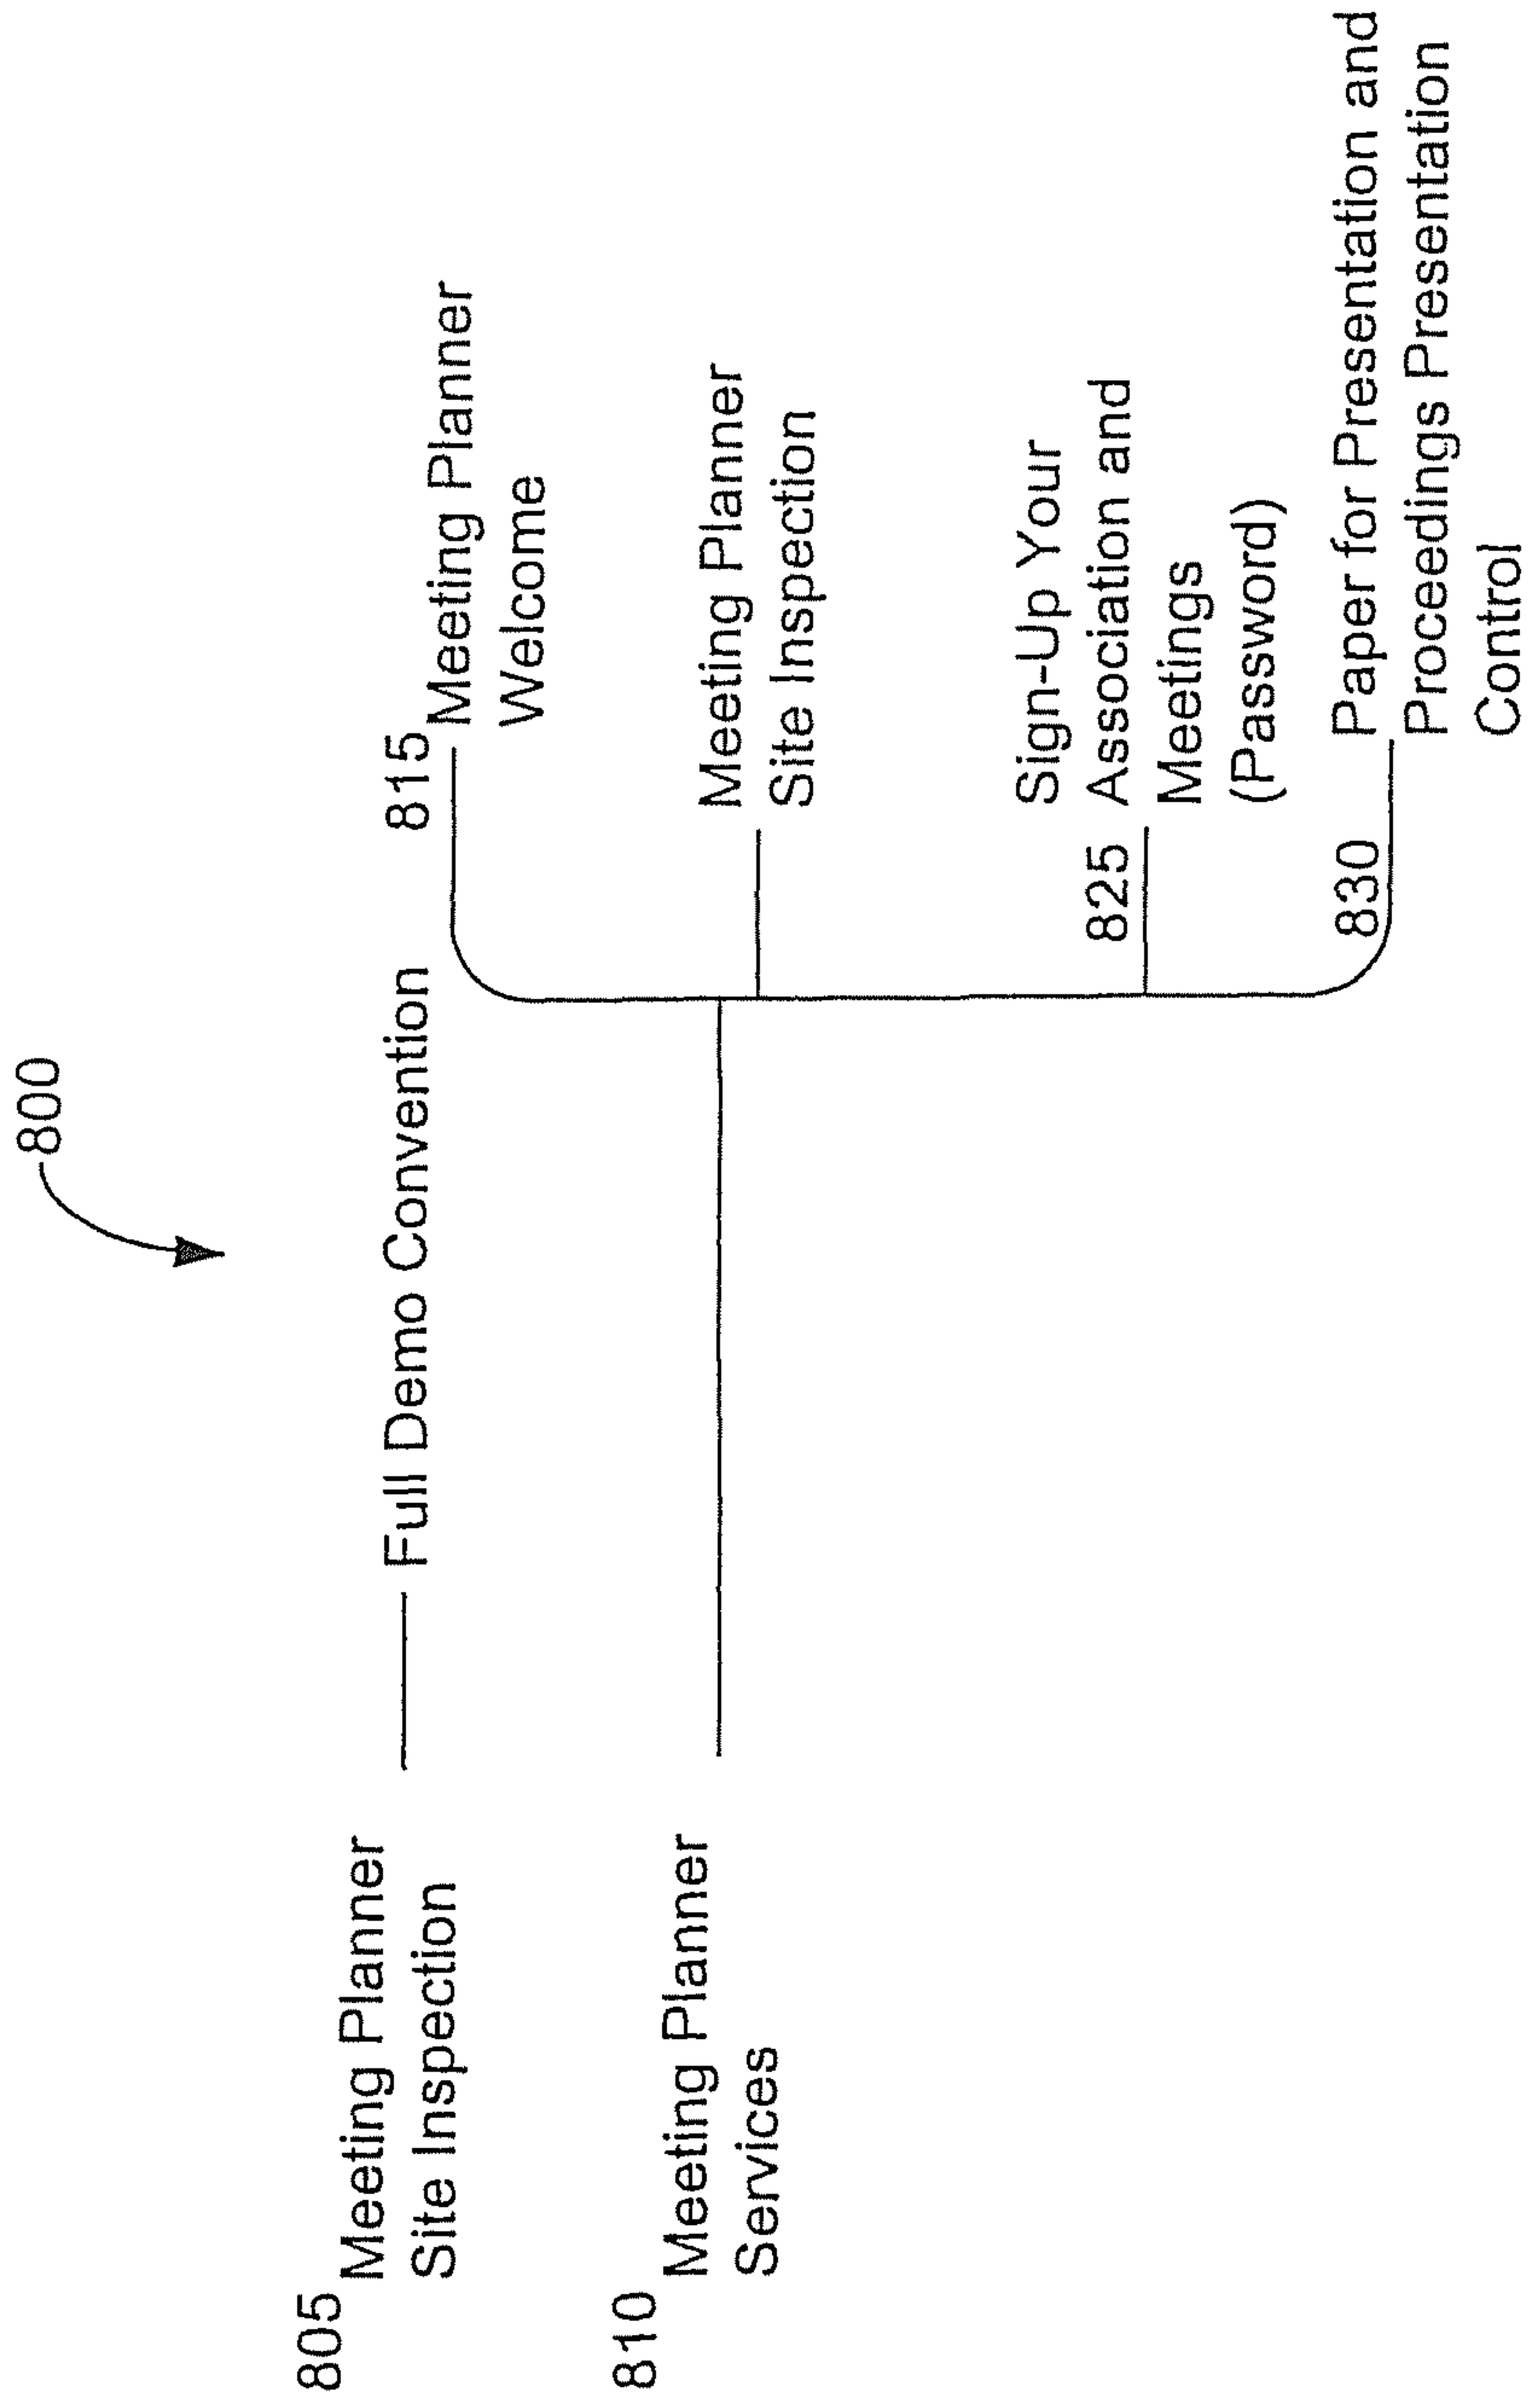 800
805
Meeting Planner
Site Inspection
Full Demo Convention
810
Meeting Planner
Services
815
Meeting Planner
Welcome
Meeting Planner
Site Inspection
825
Sign-Up Your
Association and
Meetings
(Password)
830
Paper for Presentation and
Proceedings Presentation
Control